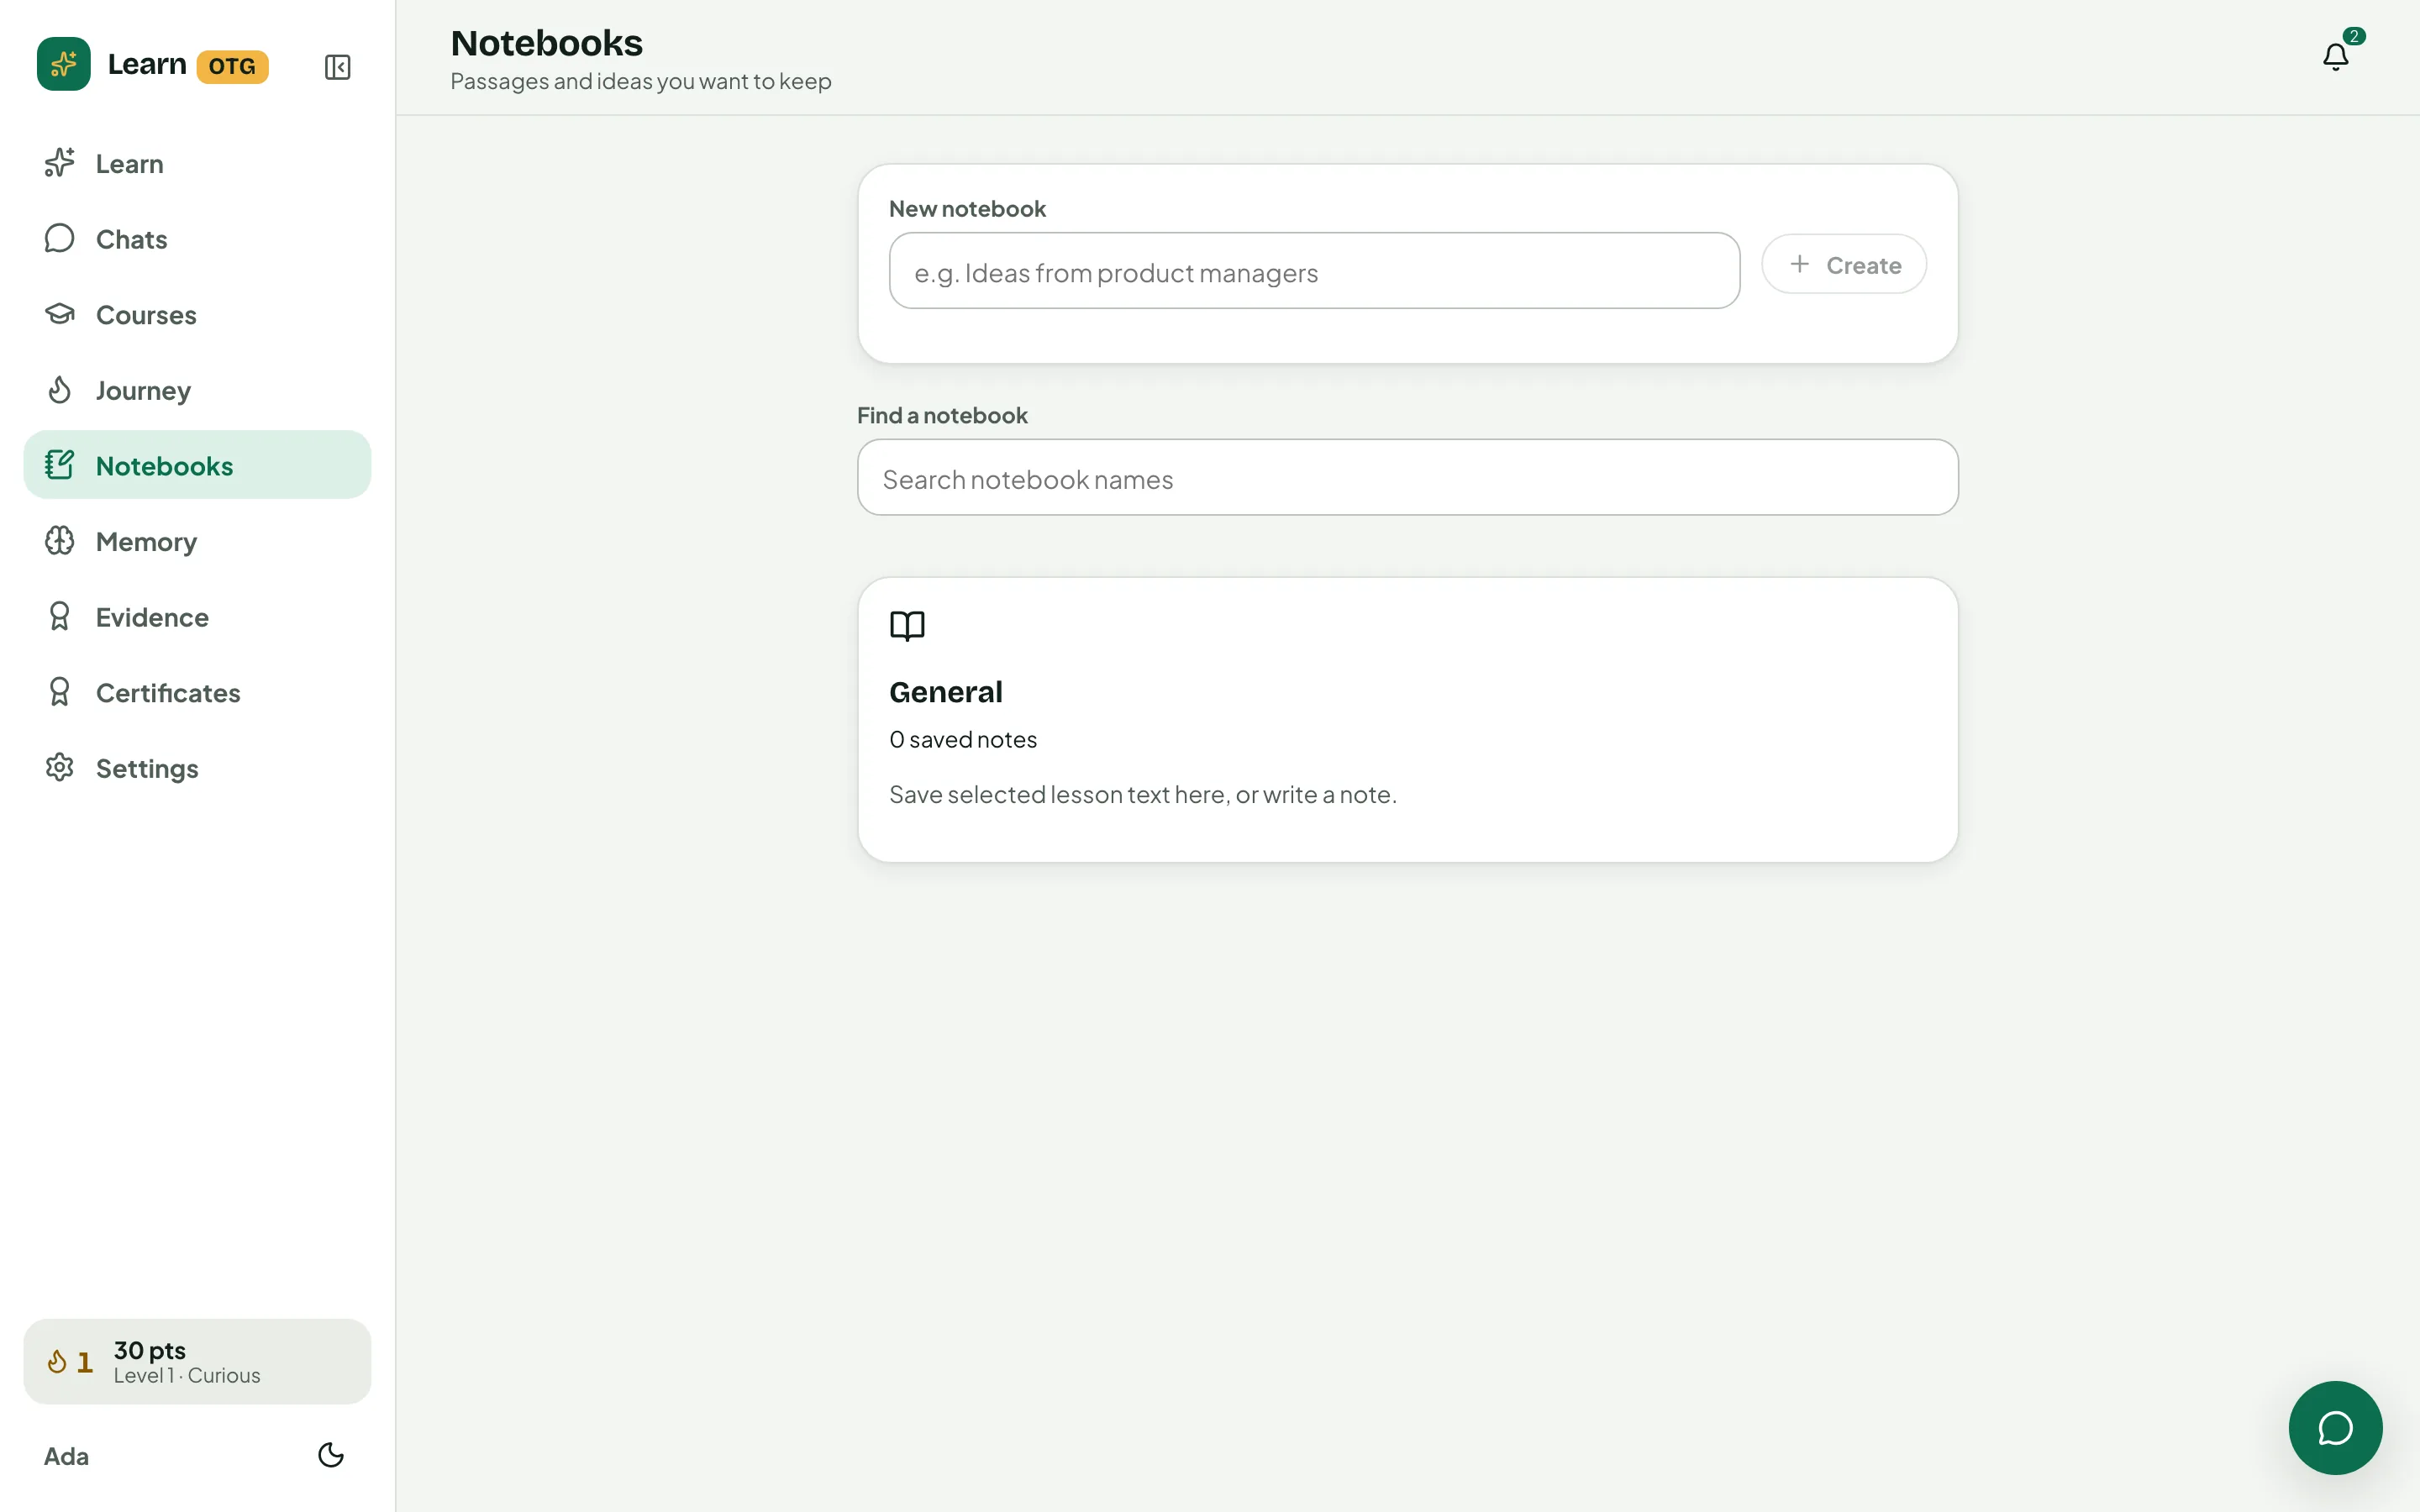 Learn OTG
Learn
Chats
Courses
Journey
Notebooks
Memory
Evidence
Certificates
Settings
1
30 pts
Level 1 · Curious
Ada
Notebooks
Passages and ideas you want to keep
2
New notebook
e.g. Ideas from product managers
Create
Find a notebook
Search notebook names
General
0 saved notes
Save selected lesson text here, or write a note.